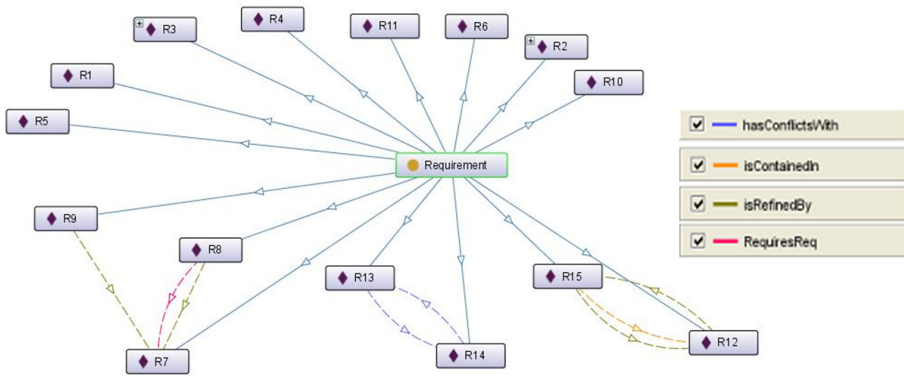 R4
R11
R6
R3
R2
R1
R10
R5
hasConflictsWith
Requirement
isContainedIn
isRefinedBy
R9
R8
RequiresReq
R13
R15
R12
R14
R7